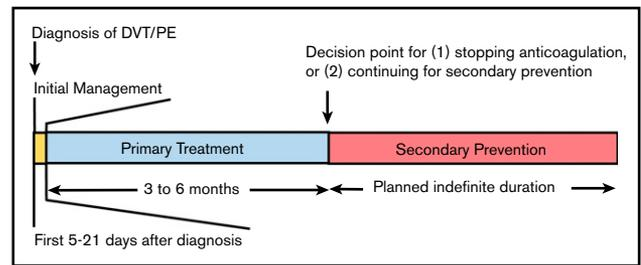 Diagnosis of DVT/PE
Decision point for (1) stopping anticoagulation,
or (2) continuing for secondary prevention
Initial Management
Primary Treatment
Secondary Prevention
3 to 6 months
Planned indefinite duration
First 5-21 days after diagnosis